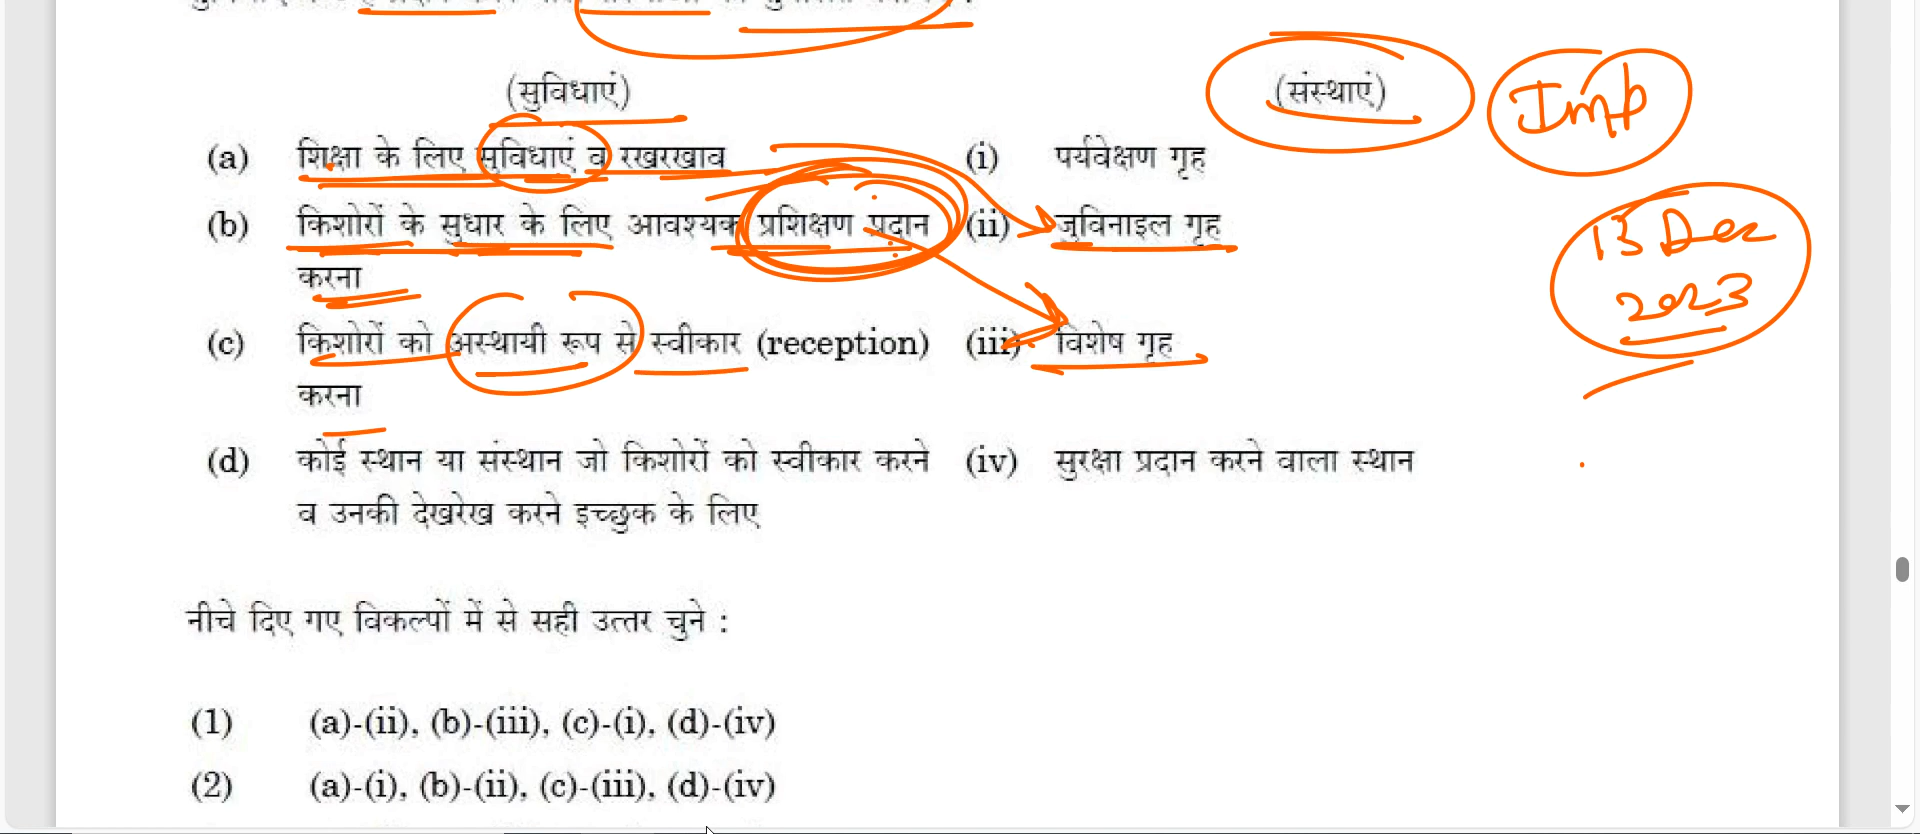 (सुविधाएं) (संस्थाएं) Imp
(a) शिक्षा के लिए सुविधाएं व रखरखाव (i) पर्यवेक्षण गृह
(b) किशोरों के सुधार के लिए आवश्यक प्रशिक्षण प्रदान (ii) जुविनाइल गृह 13 Dec
करना 2023
(c) किशोरों को अस्थायी रूप से स्वीकार (reception) (iii) विशेष गृह
करना
(d) कोई स्थान या संस्थान जो किशोरों को स्वीकार करने (iv) सुरक्षा प्रदान करने वाला स्थान
व उनकी देखरेख करने इच्छुक के लिए
नीचे दिए गए विकल्पों में से सही उत्तर चुने :
(1) (a)-(ii), (b)-(iii), (c)-(i), (d)-(iv)
(2) (a)-(i), (b)-(ii), (c)-(iii), (d)-(iv)